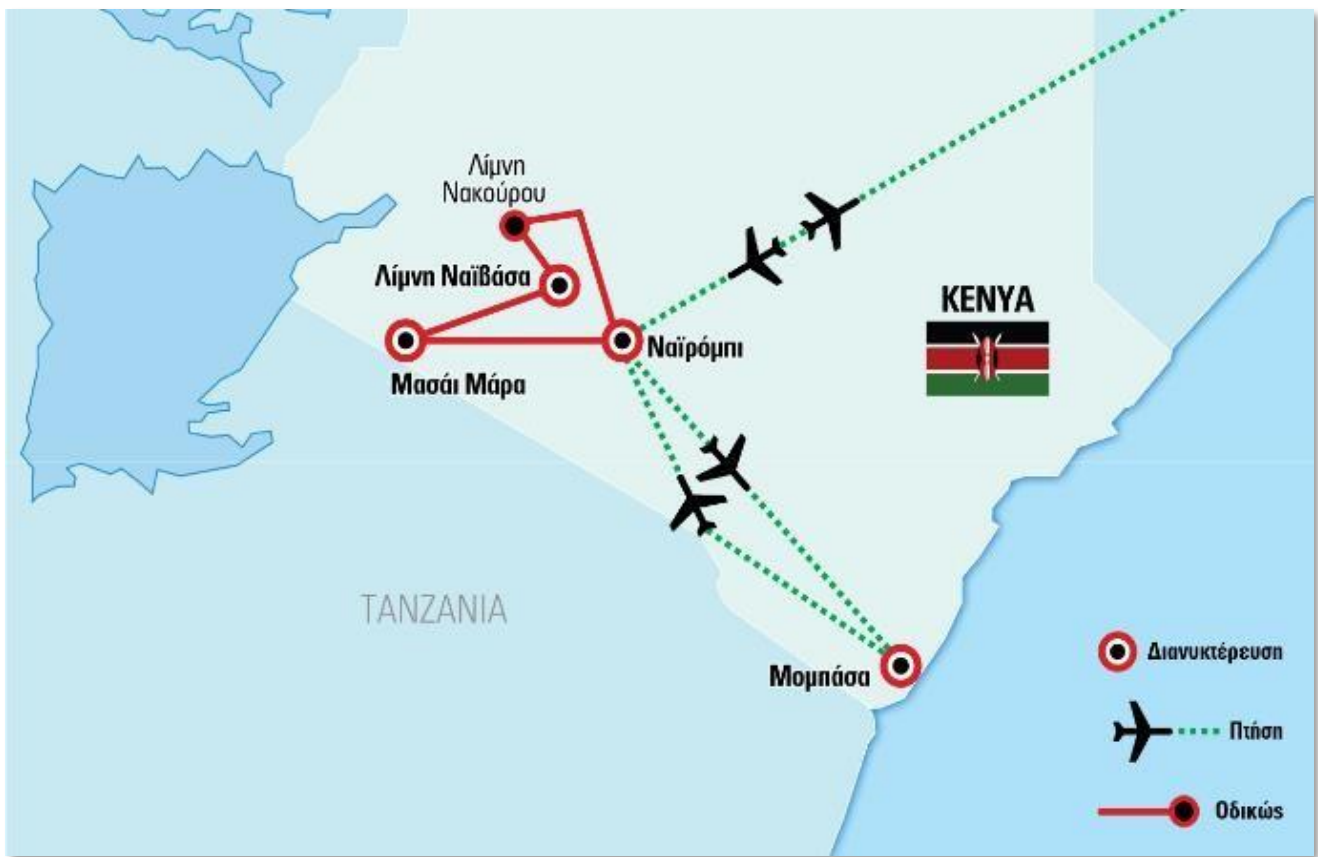 Λίμνη
Νακούρου
Λίμνη Ναϊβάσα
KENYA
Ναϊρόμπι
Μασάι Μάρα
TANZANIA
Μομπάσα
Διανυκτέρευση
Πτήση
Οδικώς